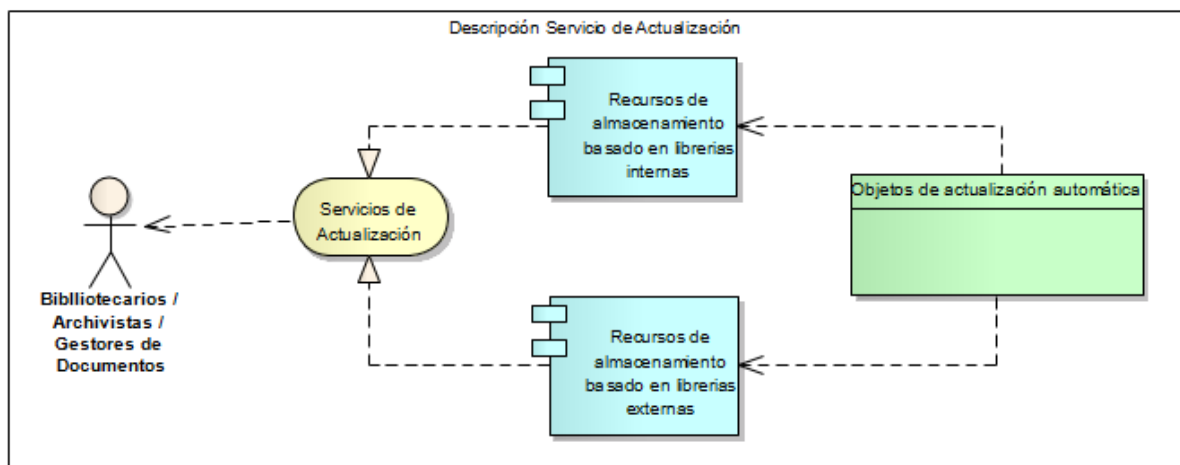 Descripción Servicio de Actualización
Recursos de
almacenamiento
basado en librerias
internas
Objetos de actualización automática
Servicios de
Actualización
Biblliotecarios /
Archivistas /
Gestores de
Documentos
Recursos de
almacenamiento
basado en librerias
externas